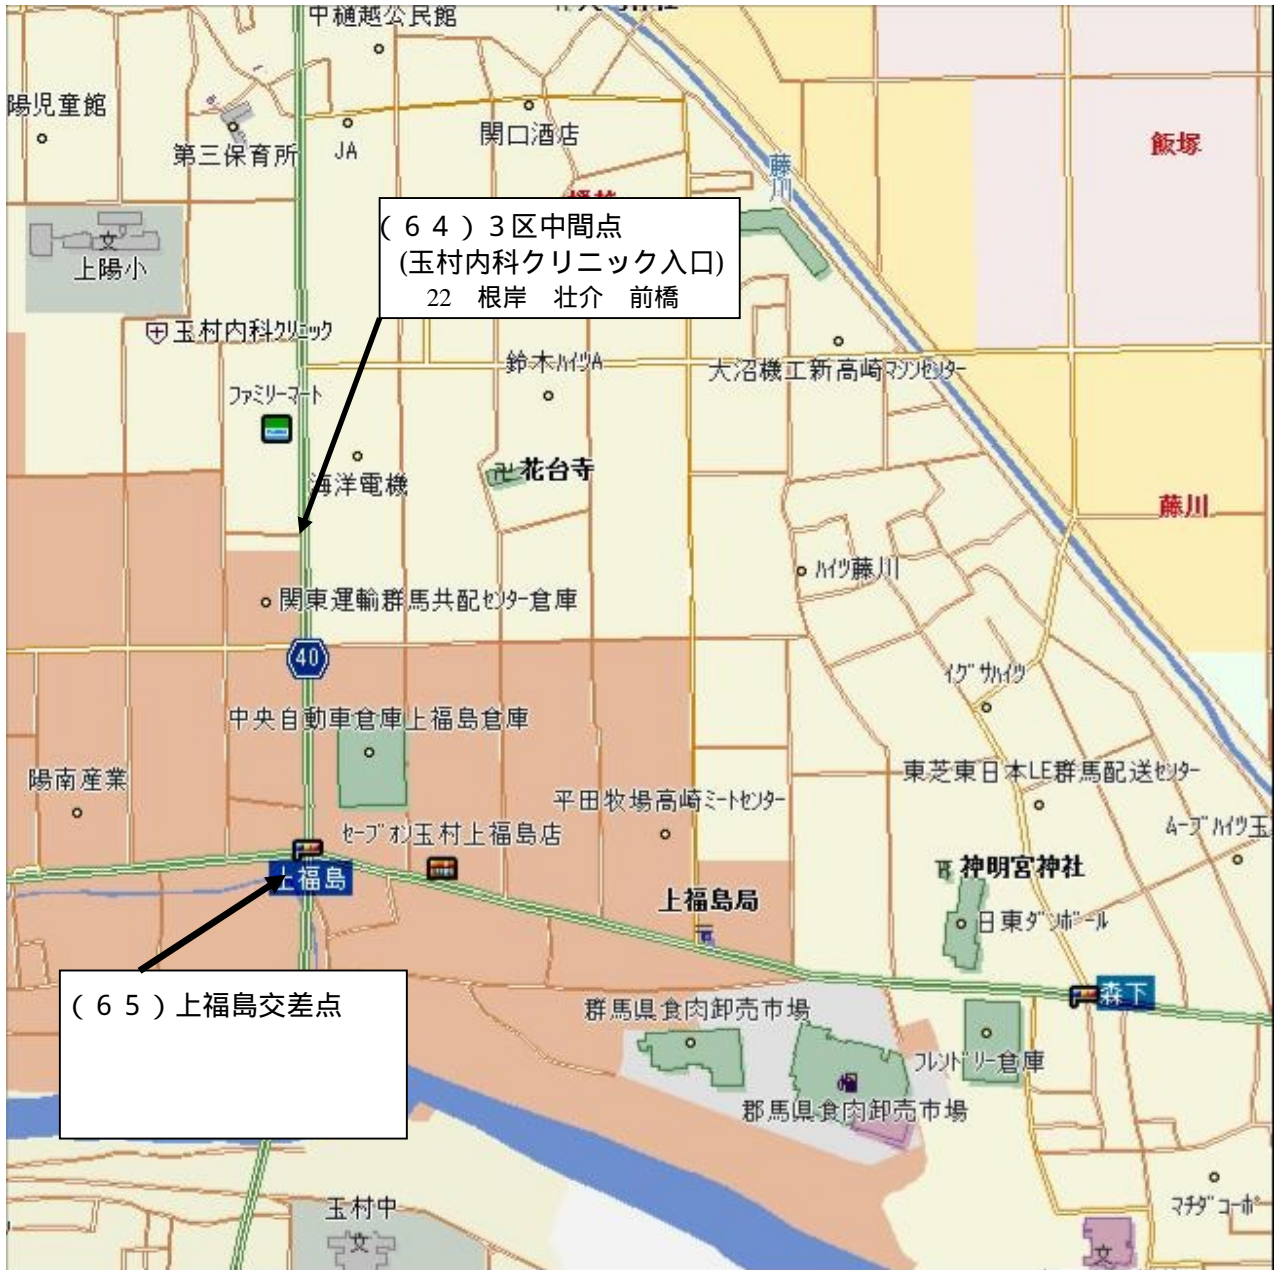 中樋越公民館
陽児童館
第三保育所
JA
関口酒店
藤川
飯塚
(64)3区中間点
(玉村内科クリニック入口)
22 根岸 壮介 前橋
上陽小
玉村内科クリニック
ファミリーマート
鈴木ハイツA
大沼機工新高崎マシンセンター
海洋電機
花台寺
藤川
ハイツ藤川
関東運輸群馬共配センター倉庫
40
イグサハイツ
中央自動車倉庫上福島倉庫
陽南産業
東芝東日本LE群馬配送センター
平田牧場高崎ミートセンター
セーブオン玉村上福島店
ムーブハイツ玉
上福島
神明宮神社
上福島局
日東ダンボール
(65)上福島交差点
森下
群馬県食肉卸売市場
フレンドリー倉庫
郡馬県食肉卸売市場
玉村中
マチダコーポ